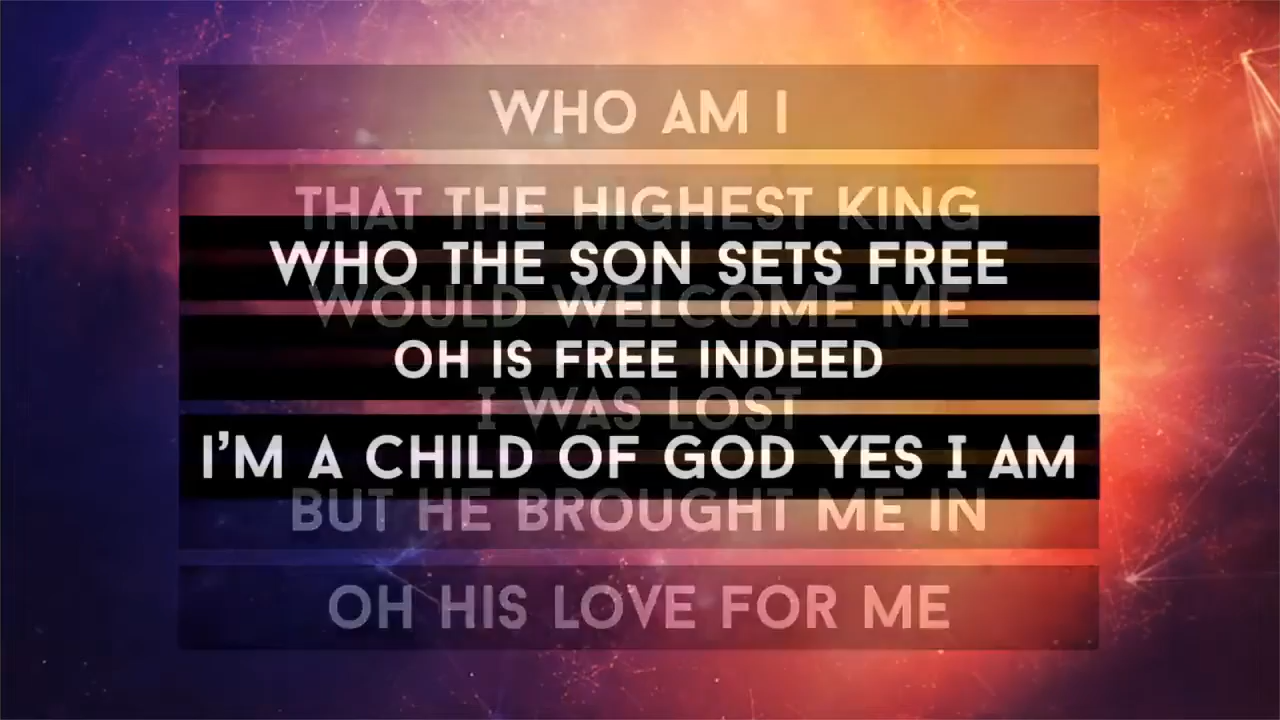 WHO AM I
THAT THE HIGHEST KING
WHO THE SON SETS FREE
WOULD WELCOME ME
OH IS FREE INDEED
I WAS LOST
I'M A CHILD OF GOD YES I AM
BUT HE BROUGHT ME IN
OH HIS LOVE FOR ME